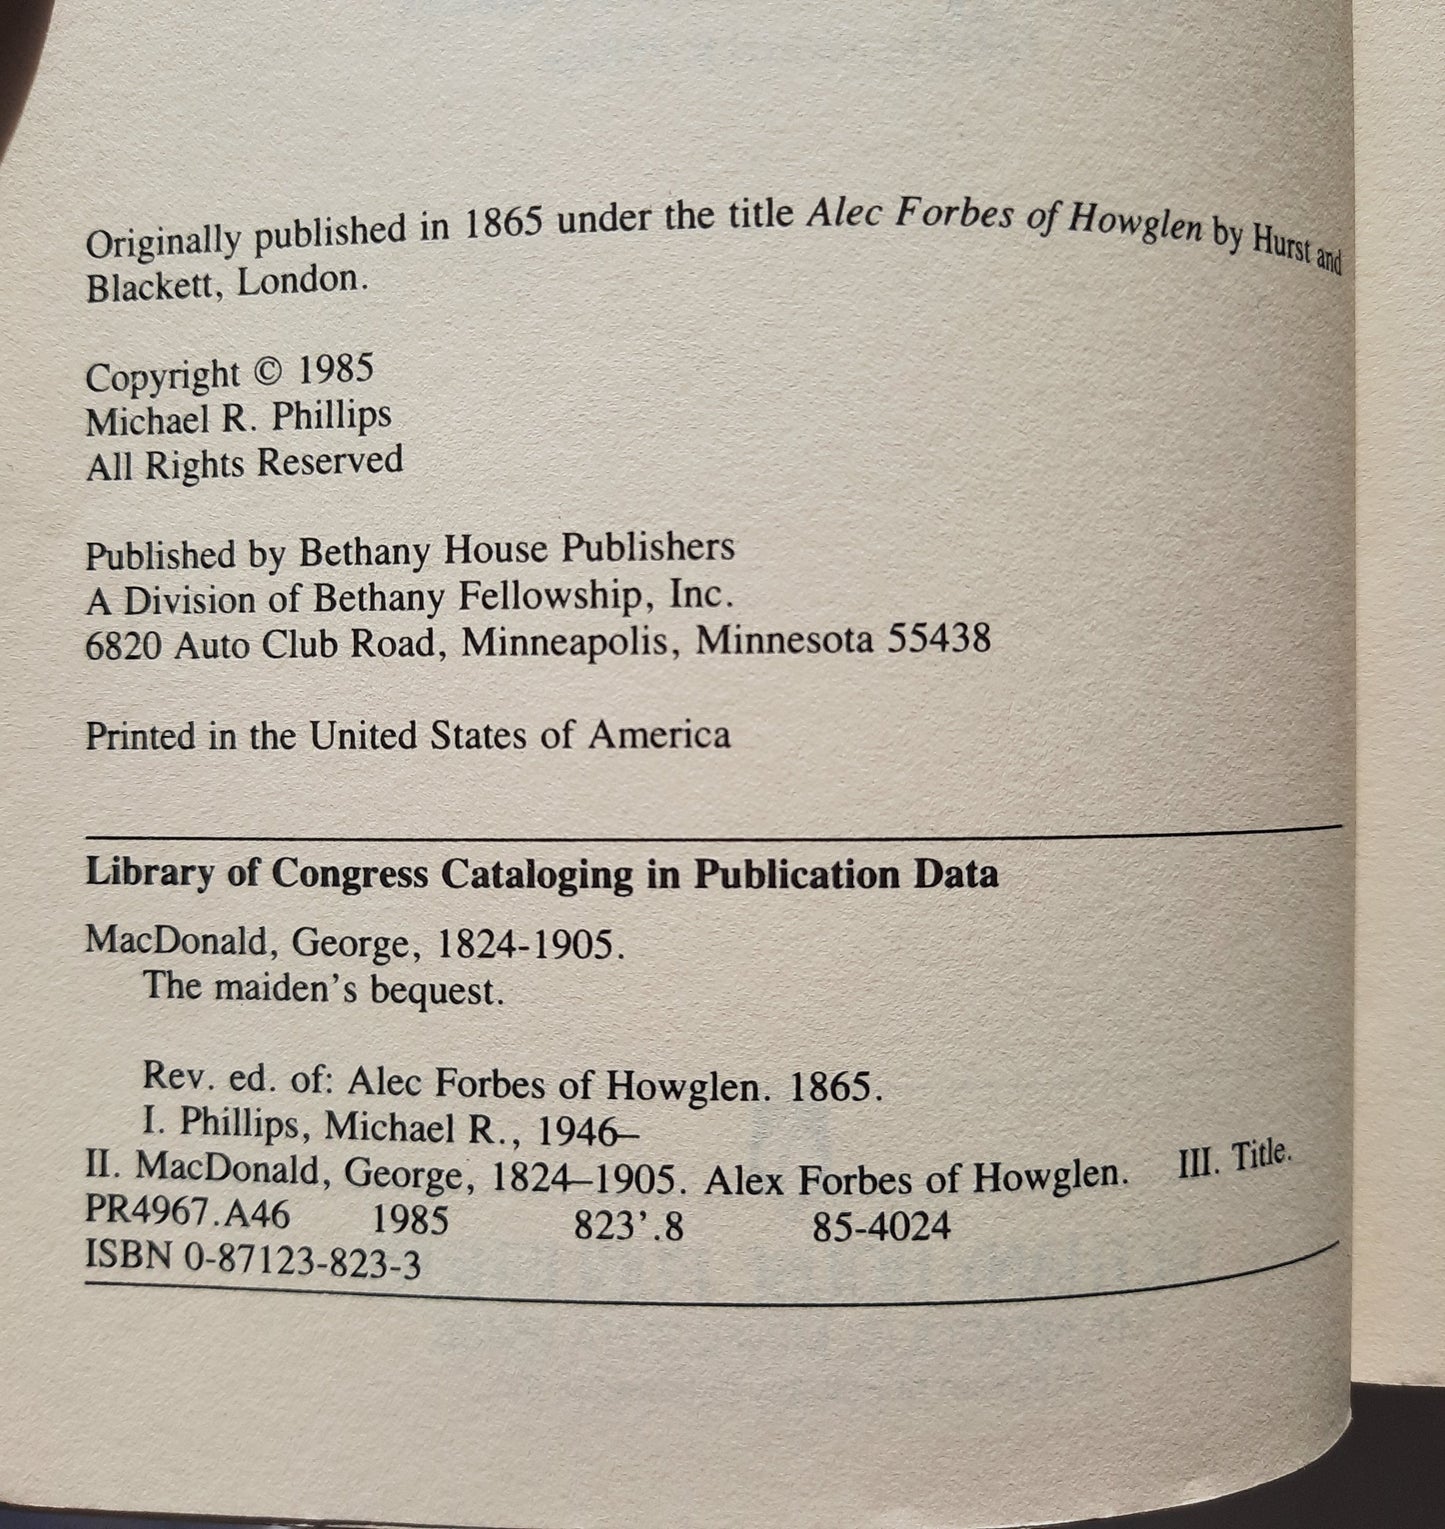 Originally published in 1865 under the title Alec Forbes of Howglen by Hurst and
Blackett, London.
Copyright © 1985
Michael R. Phillips
All Rights Reserved
Published by Bethany House Publishers
A Division of Bethany Fellowship, Inc.
6820 Auto Club Road, Minneapolis, Minnesota 55438
Printed in the United States of America
Library of Congress Cataloging in Publication Data
MacDonald, George, 1824-1905.
The maiden's bequest.
Rev. ed. of: Alec Forbes of Howglen. 1865.
I. Phillips, Michael R., 1946–
II. MacDonald, George, 1824–1905. Alex Forbes of Howglen. III. Title.
PR4967.A46 1985 823'.8 85-4024
ISBN 0-87123-823-3